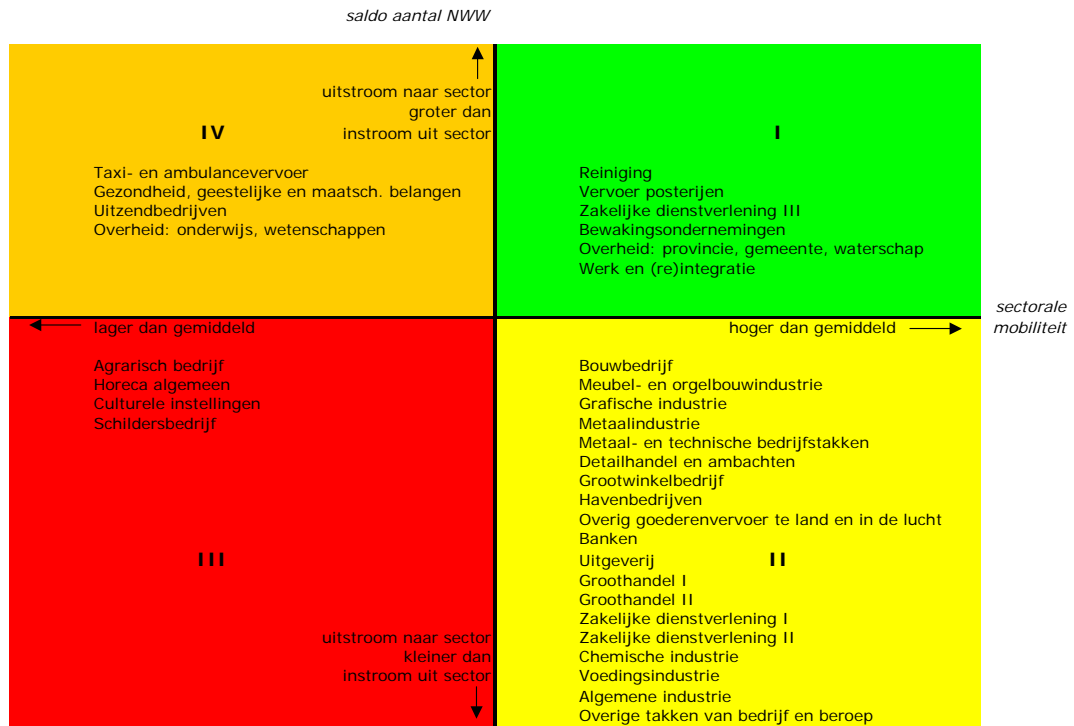 saldo aantal NWW
uitstroom naar sector
groter dan
instroom uit sector
IV
Taxi- en ambulancevervoer
Gezondheid, geestelijke en maatsch. belangen
Uitzendbedrijven
Overheid: onderwijs, wetenschappen
I
Reiniging
Vervoer posterijen
Zakelijke dienstverlening III
Bewakingsondernemingen
Overheid: provincie, gemeente, waterschap
Werk en (re)integratie
sectorale
mobiliteit
lager dan gemiddeld
hoger dan gemiddeld
Agrarisch bedrijf
Horeca algemeen
Culturele instellingen
Schildersbedrijf
III
uitstroom naar sector
kleiner dan
instroom uit sector
Bouwbedrijf
Meubel- en orgelbouwindustrie
Grafische industrie
Metaalindustrie
Metaal- en technische bedrijfstakken
Detailhandel en ambachten
Grootwinkelbedrijf
Havenbedrijven
Overig goederenvervoer te land en in de lucht
Banken
Uitgeverij
II
Groothandel I
Groothandel II
Zakelijke dienstverlening I
Zakelijke dienstverlening II
Chemische industrie
Voedingsindustrie
Algemene industrie
Overige takken van bedrijf en beroep